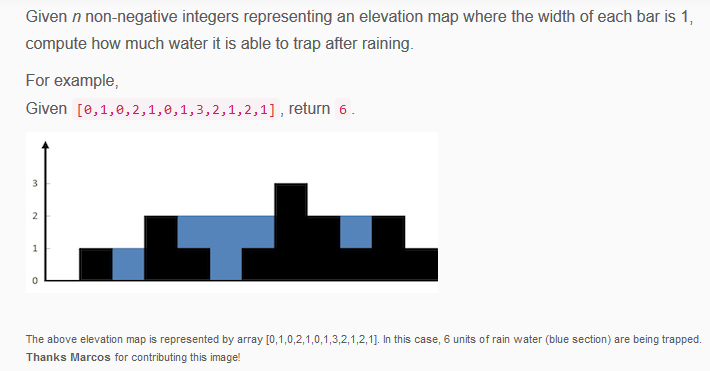 Given n non-negative integers representing an elevation map where the width of each bar is 1,
compute how much water it is able to trap after raining.
For example,
Given [0,1,0,2,1,0,1,3,2,1,2,1] , return 6 .
3
2
1
0
The above elevation map is represented by array [0,1,0,2,1,0,1,3,2,1,2,1]. In this case, 6 units of rain water (blue section) are being trapped.
Thanks Marcos for contributing this image!